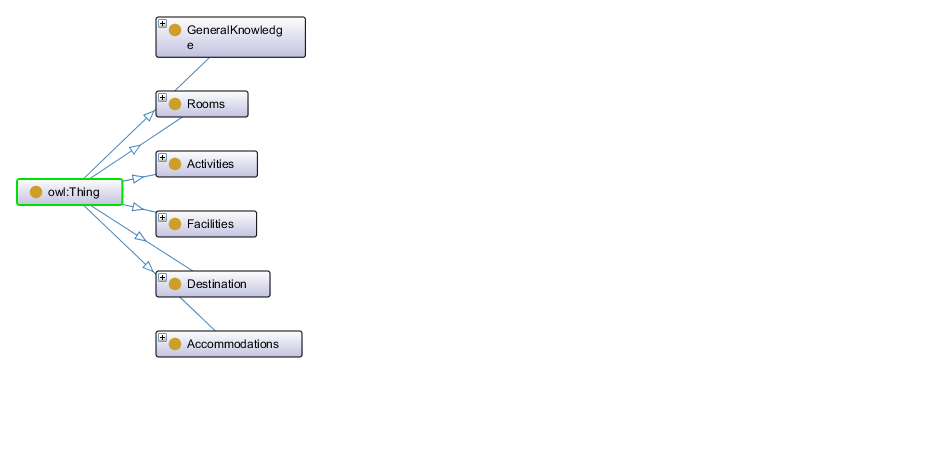 GeneralKnowledg
e
Rooms
Activities
owl:Thing
Facilities
Destination
Accommodations